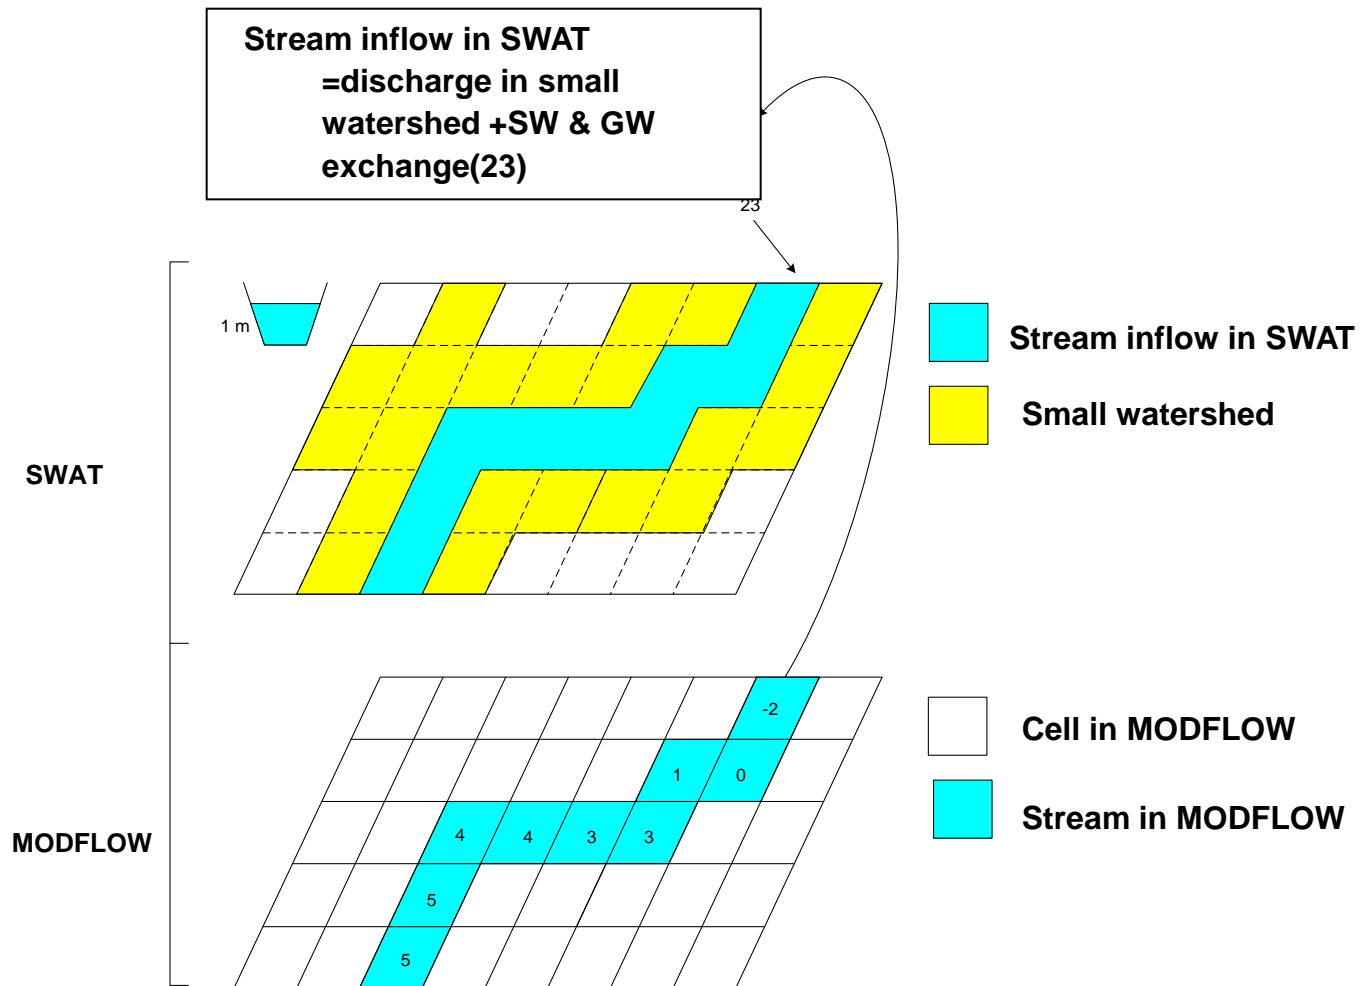 Stream inflow in SWAT
=discharge in small
watershed +SW & GW
exchange(23)
23
1 m
Stream inflow in SWAT
Small watershed
SWAT
-2
Cell in MODFLOW
1 0
Stream in MODFLOW
4 4 3 3
MODFLOW
5
5